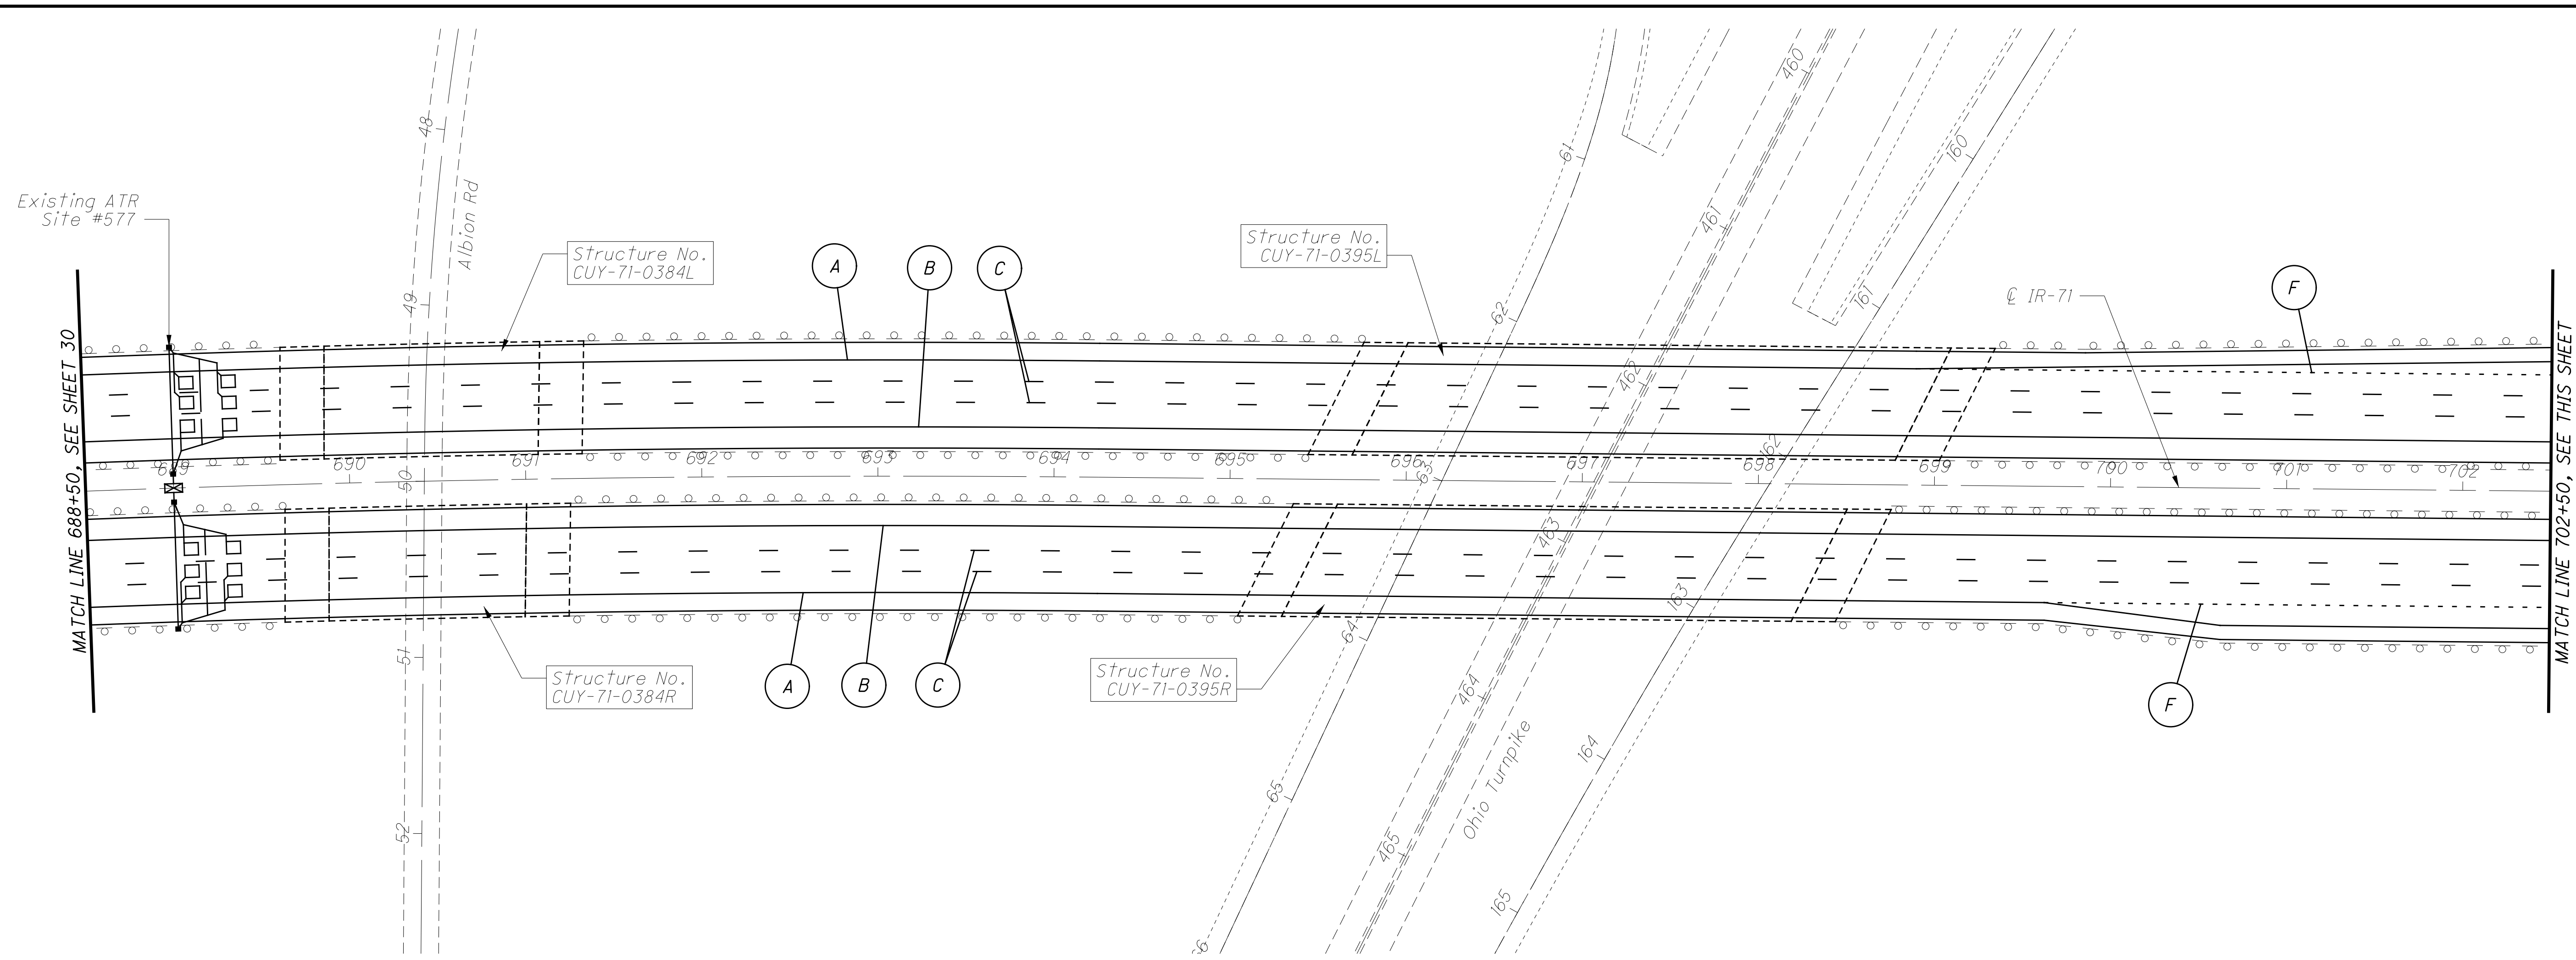 Existing ATR
Site #577
MATCH LINE 688+50, SEE SHEET 30
MATCH LINE 702+50, SEE THIS SHEET
Albion Rd
48
49
50
51
52
Structure No.
CUY-71-0384L
A
B
C
Structure No.
CUY-71-0395L
℄ IR-71
F
689
690
691
692
693
694
695
696
697
698
699
700
701
702
61
62
63
64
65
66
460
461
462
463
464
465
Ohio Turnpike
160
161
162
163
164
165
Structure No.
CUY-71-0384R
A
B
C
Structure No.
CUY-71-0395R
F